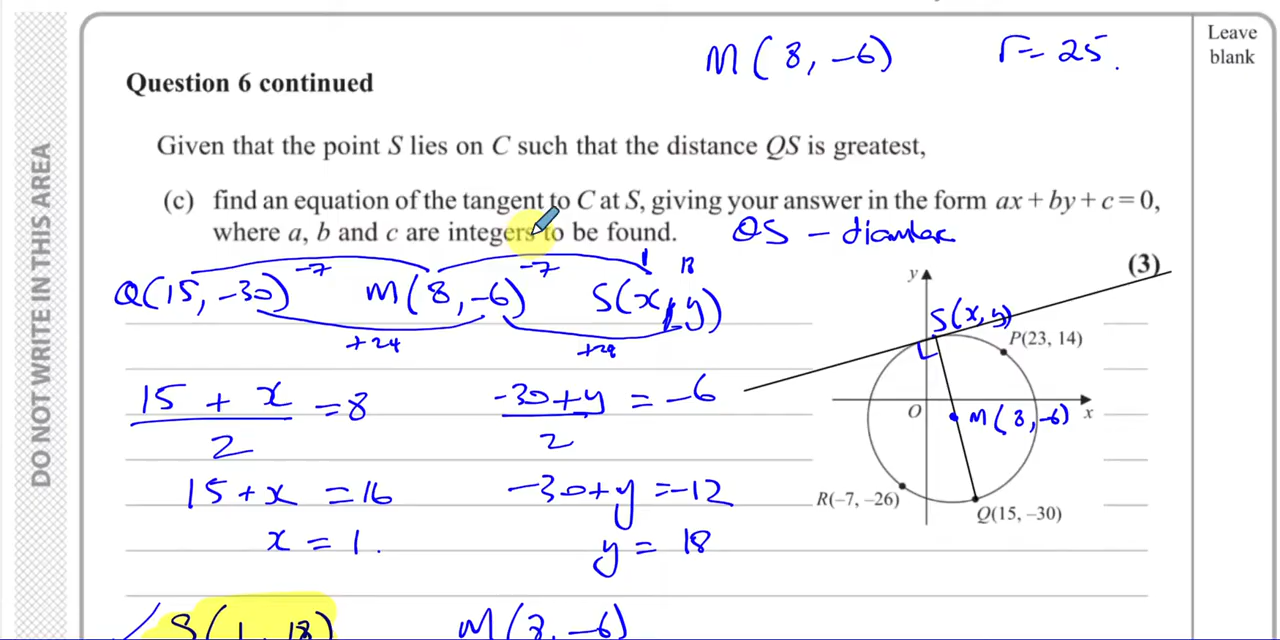 M(8, -6) r = 25.
Leave
blank
Question 6 continued
Given that the point S lies on C such that the distance QS is greatest,
(c) find an equation of the tangent to C at S, giving your answer in the form ax + by + c = 0,
where a, b and c are integers to be found.
QS - diameter
(3)
-7 -7 1 18
Q(15, -30) M(8, -6) S(x, y)
+24 +24
15 + x = 8
2
-30+y = -6
2
15 + x = 16
-30+y = -12
x = 1.
y = 18
y
S(x, y)
P(23, 14)
O
x
M(8, -6)
R(-7, -26)
Q(15, -30)
S(1, 18) M(8, -6)
DO NOT WRITE IN THIS AREA